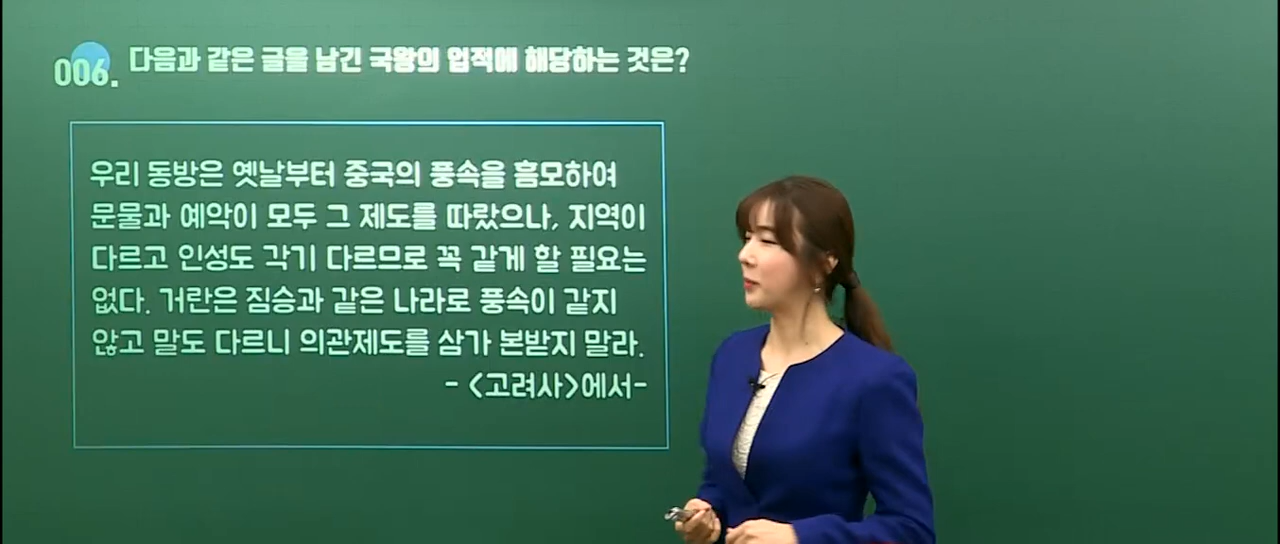 006. 다음과 같은 글을 남긴 국왕의 업적에 해당하는 것은?
우리 동방은 옛날부터 중국의 풍속을 흠모하여
문물과 예악이 모두 그 제도를 따랐으나, 지역이
다르고 인성도 각기 다르므로 꼭 같게 할 필요는
없다. 거란은 짐승과 같은 나라로 풍속이 같지
않고 말도 다르니 의관제도를 삼가 본받지 말라.
- <고려사>에서-